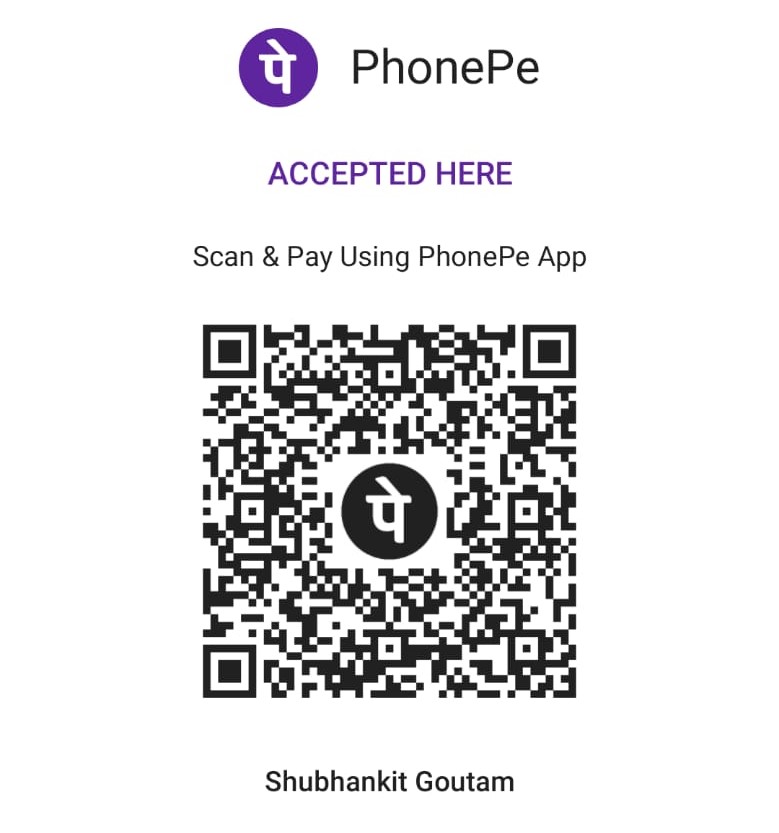 पे PhonePe
ACCEPTED HERE
Scan & Pay Using PhonePe App
पे
Shubhankit Goutam